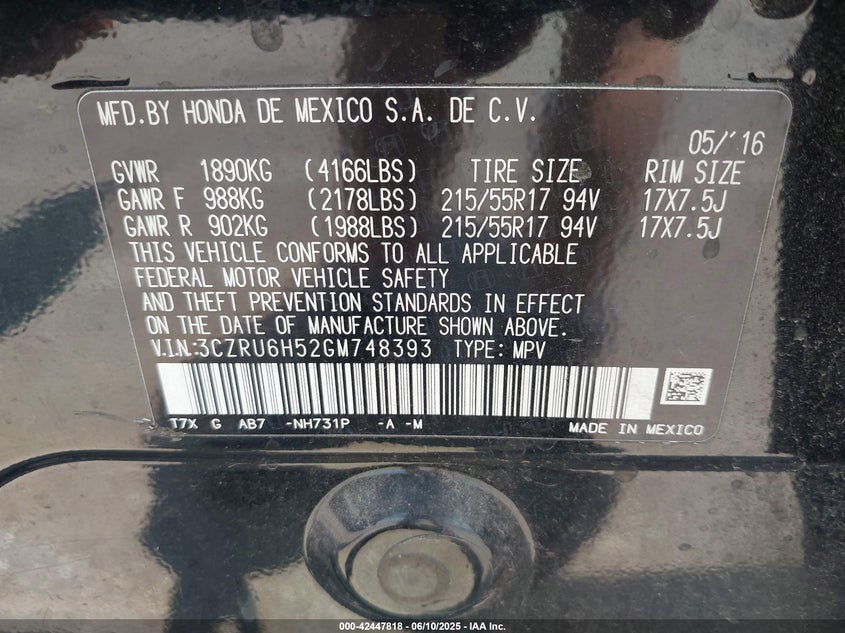 MFD.BY HONDA DE MEXICO S.A. DE C.V.
05/'16
GVWR 1890KG (4166LBS) TIRE SIZE RIM SIZE
GAWR F 988KG (2178LBS) 215/55R17 94V 17X7.5J
GAWR R 902KG (1988LBS) 215/55R17 94V 17X7.5J
THIS VEHICLE CONFORMS TO ALL APPLICABLE
FEDERAL MOTOR VEHICLE SAFETY
AND THEFT PREVENTION STANDARDS IN EFFECT
ON THE DATE OF MANUFACTURE SHOWN ABOVE.
V.I.N.:3CZRU6H52GM748393 TYPE: MPV
T7X G AB7 -NH731P -A -M MADE IN MEXICO
000-42447818 - 06/10/2025 - IAA Inc.